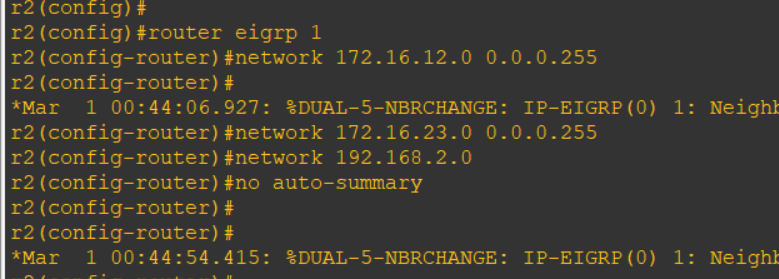 r2(config)#
r2(config)#router eigrp 1
r2(config-router)#network 172.16.12.0 0.0.0.255
r2(config-router)#
*Mar  1 00:44:06.927: %DUAL-5-NBRCHANGE: IP-EIGRP(0) 1: Neighb
r2(config-router)#network 172.16.23.0 0.0.0.255
r2(config-router)#network 192.168.2.0
r2(config-router)#no auto-summary
r2(config-router)#
r2(config-router)#
*Mar  1 00:44:54.415: %DUAL-5-NBRCHANGE: IP-EIGRP(0) 1: Neighb
r2(config-router)#